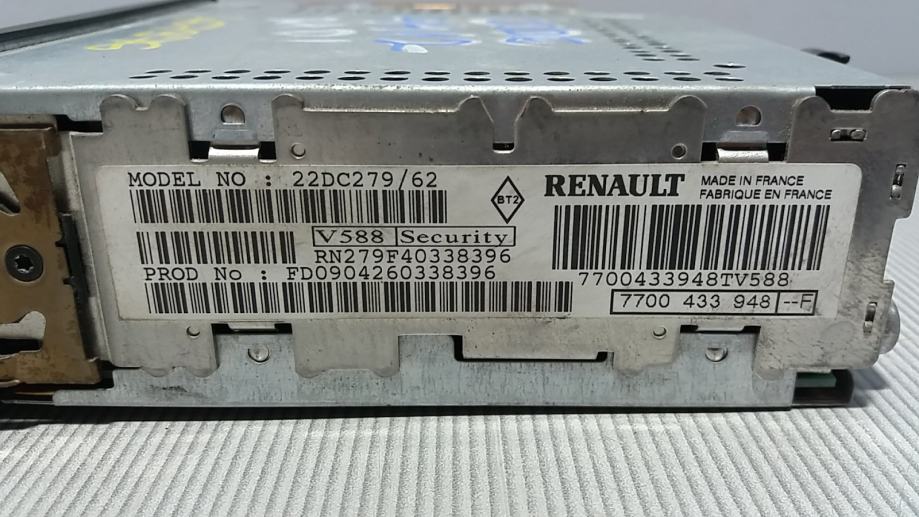 MODEL NO : 22DC279/62
BT2
RENAULT
MADE IN FRANCE
FABRIQUE EN FRANCE
V588 Security
RN279F40338396
PROD No : FD0904260338396
7700433948TV588
7700 433 948 --F